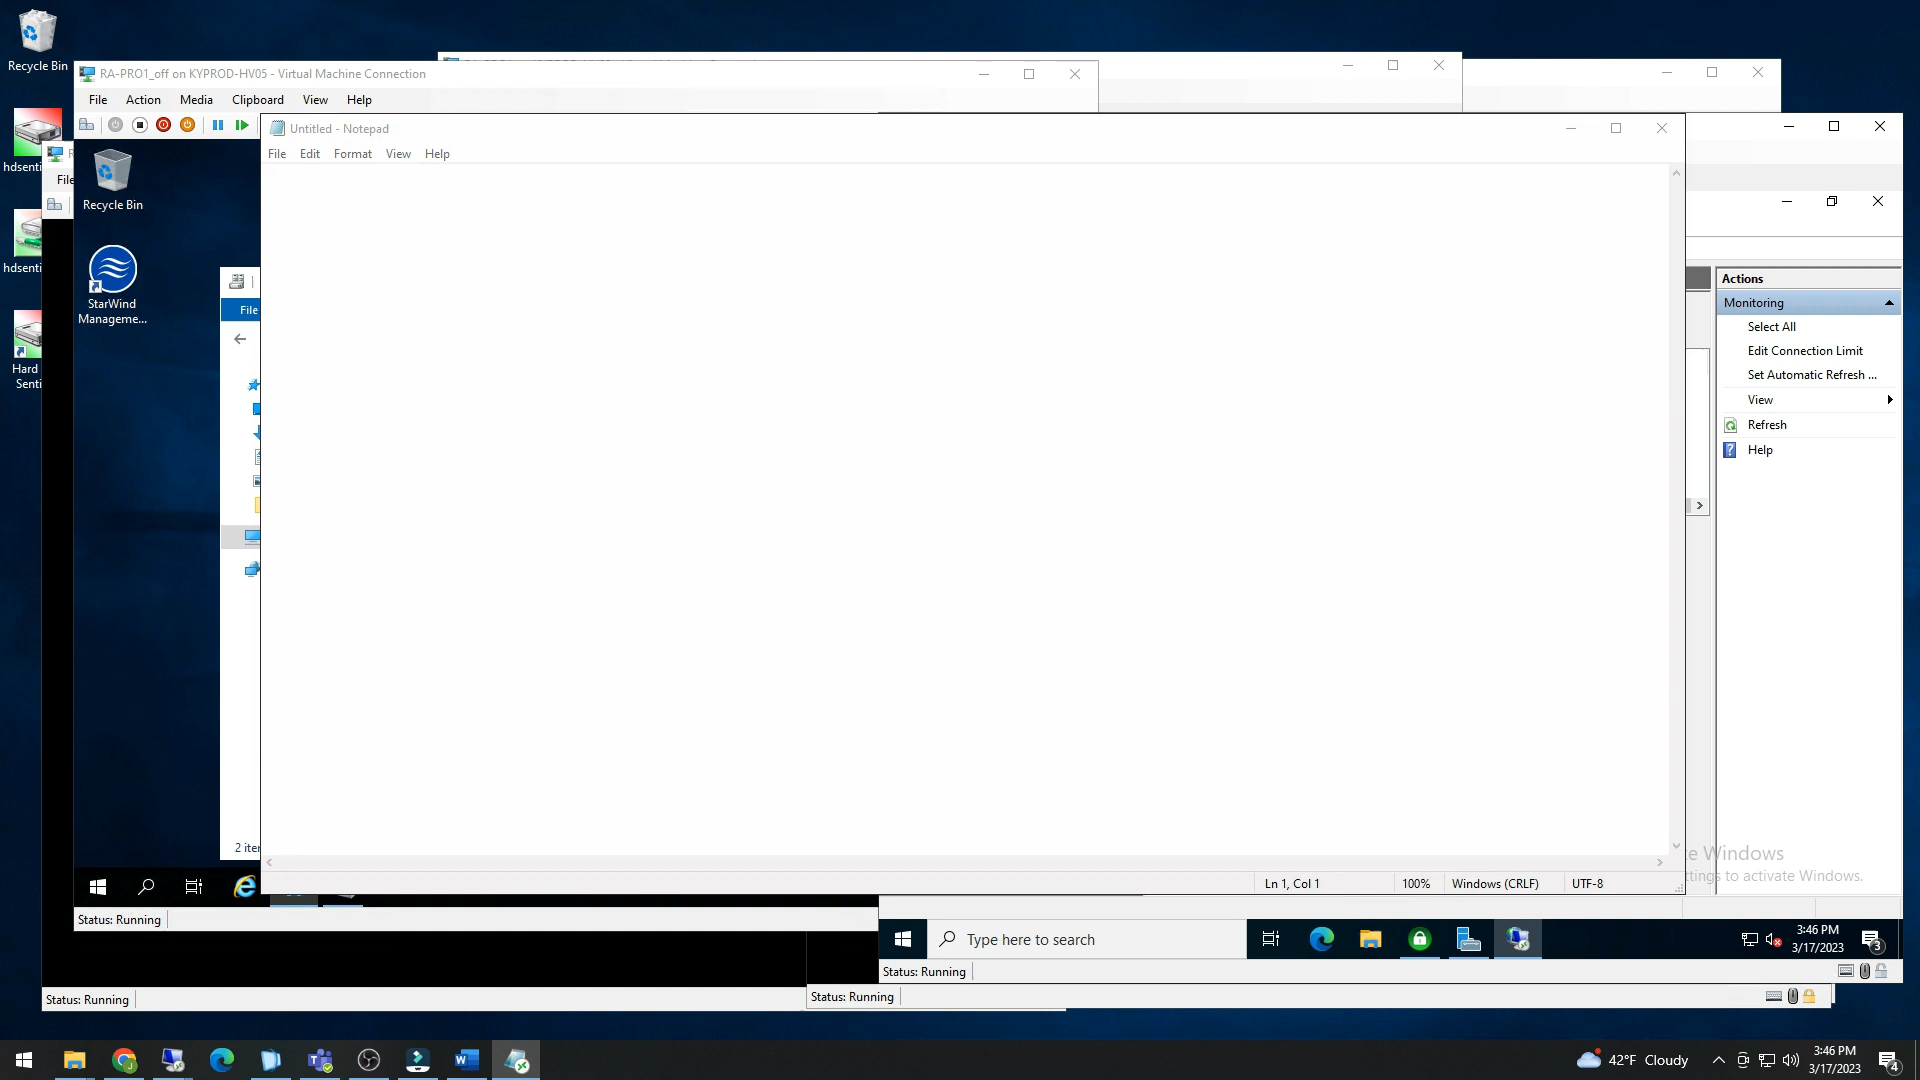 Recycle Bin
RA-PRO1_off on KYPROD-HV05 - Virtual Machine Connection
File Action Media Clipboard View Help
hdsenti
File
Recycle Bin
Untitled - Notepad
File Edit Format View Help
hdsenti
StarWind
Manageme...
File
Hard
Senti
Actions
Monitoring
Select All
Edit Connection Limit
Set Automatic Refresh ...
View
Refresh
Help
2 iter
Windows
to activate Windows.
Ln 1, Col 1 100% Windows (CRLF) UTF-8
Status: Running
Type here to search
3:46 PM
3/17/2023
3
Status: Running
Status: Running
Status: Running
42°F Cloudy
3:46 PM
3/17/2023
4